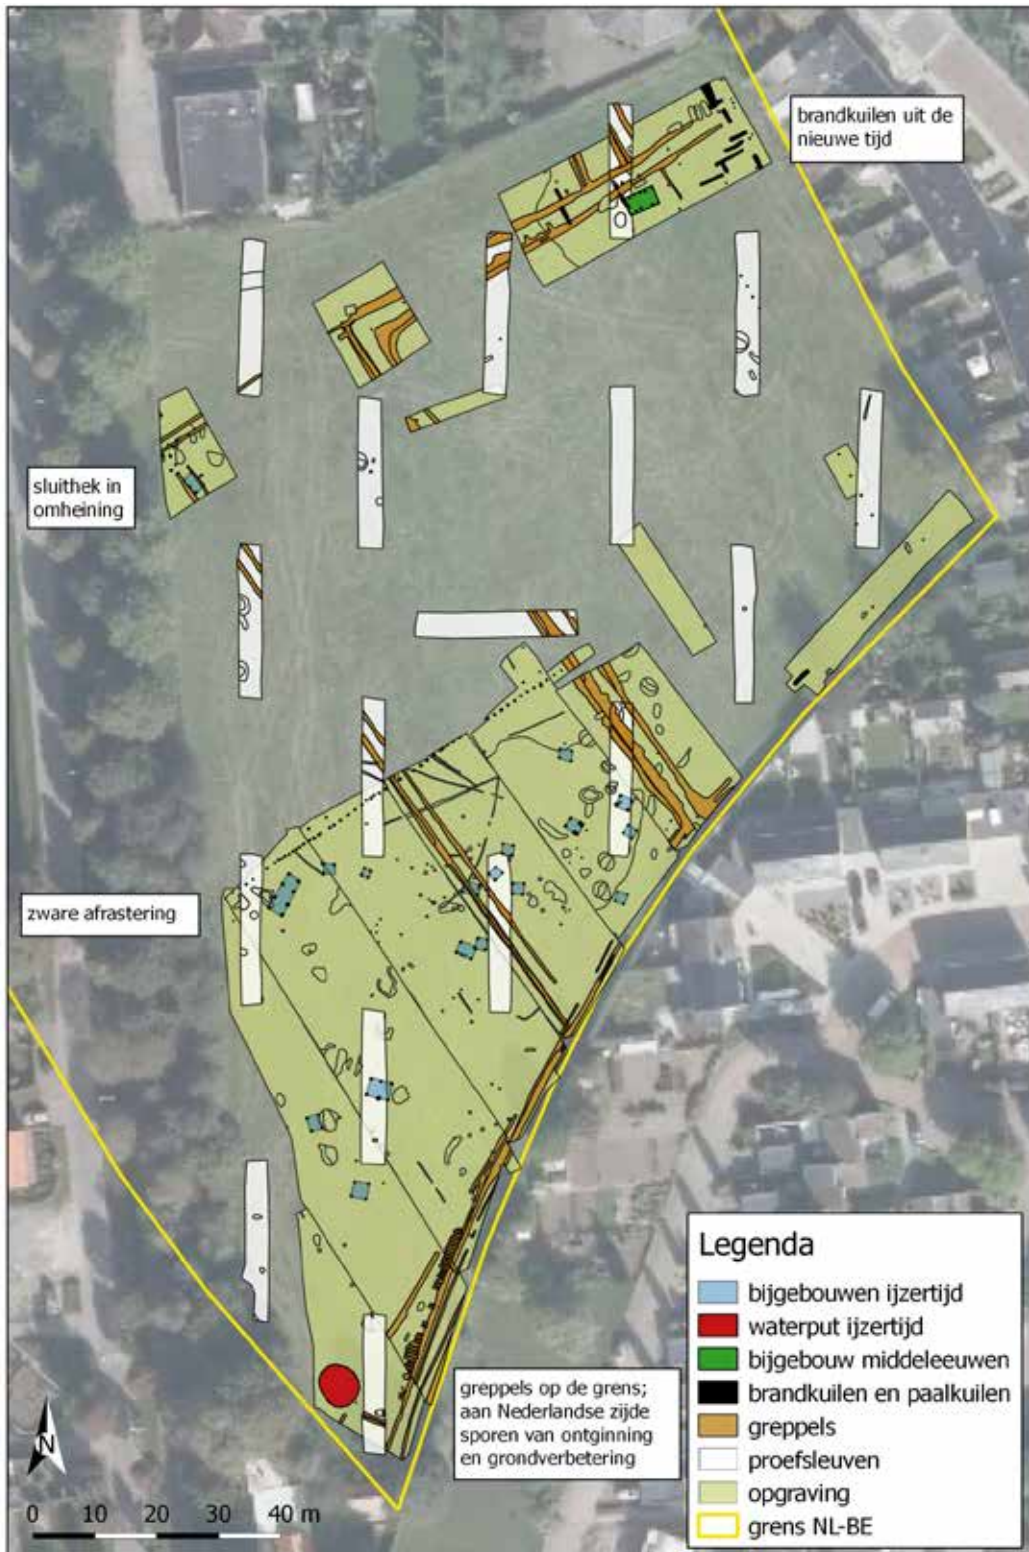 brandkuilen uit de
nieuwe tijd
sluithek in
omheining
zware afrastering
greppels op de grens;
aan Nederlandse zijde
sporen van ontginning
en grondverbetering
N
0 10 20 30 40 m
Legenda
bijgebouwen ijzertijd
waterput ijzertijd
bijgebouw middeleeuwen
brandkuilen en paalkuilen
greppels
proefsleuven
opgraving
grens NL-BE